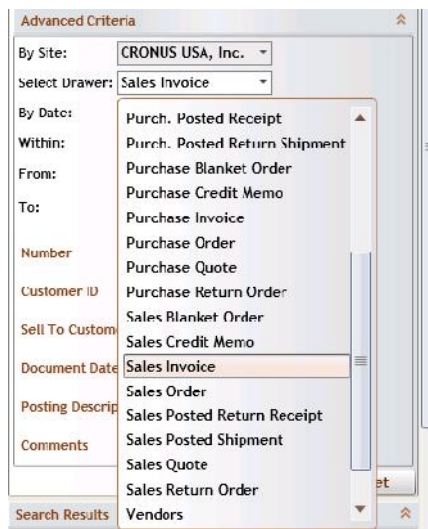 Advanced Criteria
By Site: CRONUS USA, Inc.
Select Drawer: Sales Invoice
By Date:
Within:
From:
To:
Number
Customer ID
Sell To Custom
Document Date
Posting Descrip
Comments
Purch. Posted Receipt
Purch. Posted Return Shipment
Purchase Blanket Order
Purchase Credit Memo
Purchase Invoice
Purchase Order
Purchase Quote
Purchase Return Order
Sales Blanket Order
Sales Credit Memo
Sales Invoice
Sales Order
Sales Posted Return Receipt
Sales Posted Shipment
Sales Quote
Sales Return Order
Vendors
et
Search Results